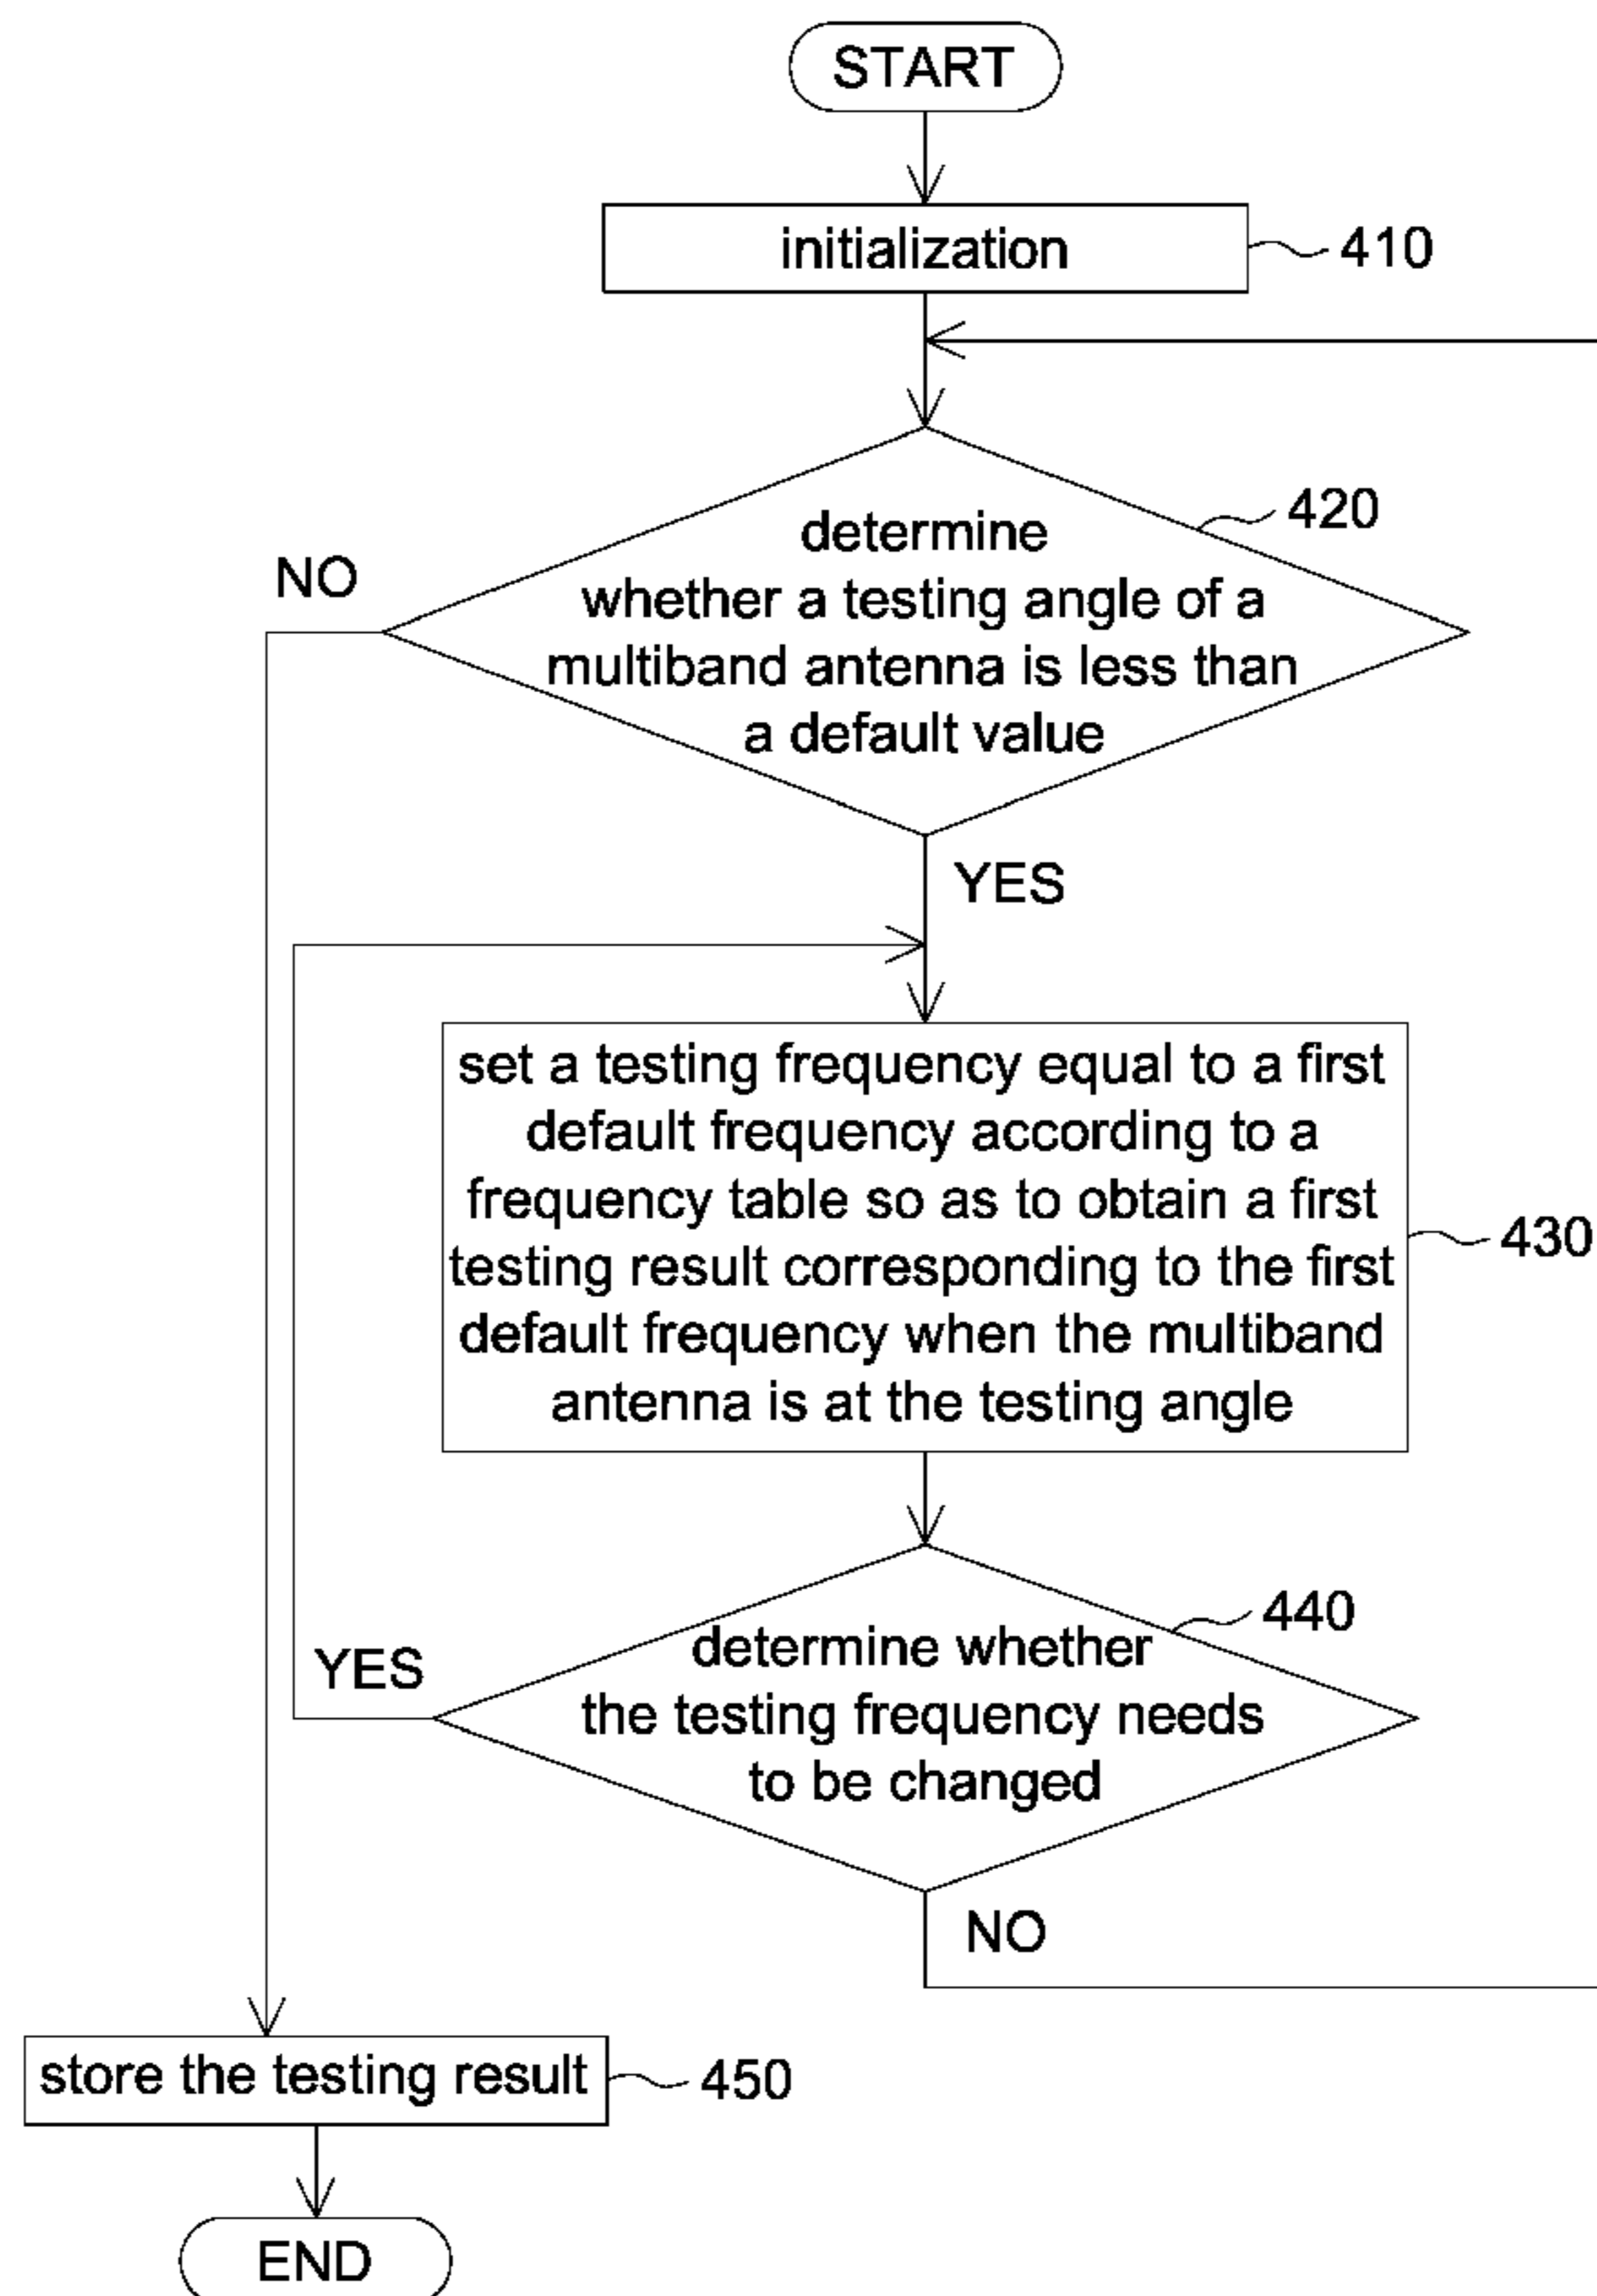 START
initialization
410
420
determine
whether a testing angle of a
multiband antenna is less than
a default value
NO
YES
set a testing frequency equal to a first
default frequency according to a
frequency table so as to obtain a first
testing result corresponding to the first
default frequency when the multiband
antenna is at the testing angle
430
440
determine whether
the testing frequency needs
to be changed
YES
NO
store the testing result
450
END